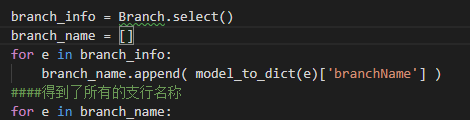 branch_info = Branch.select()
branch_name = []
for e in branch_info:
    branch_name.append( model_to_dict(e)['branchName'] )
####得到了所有的支行名称
for e in branch_name: